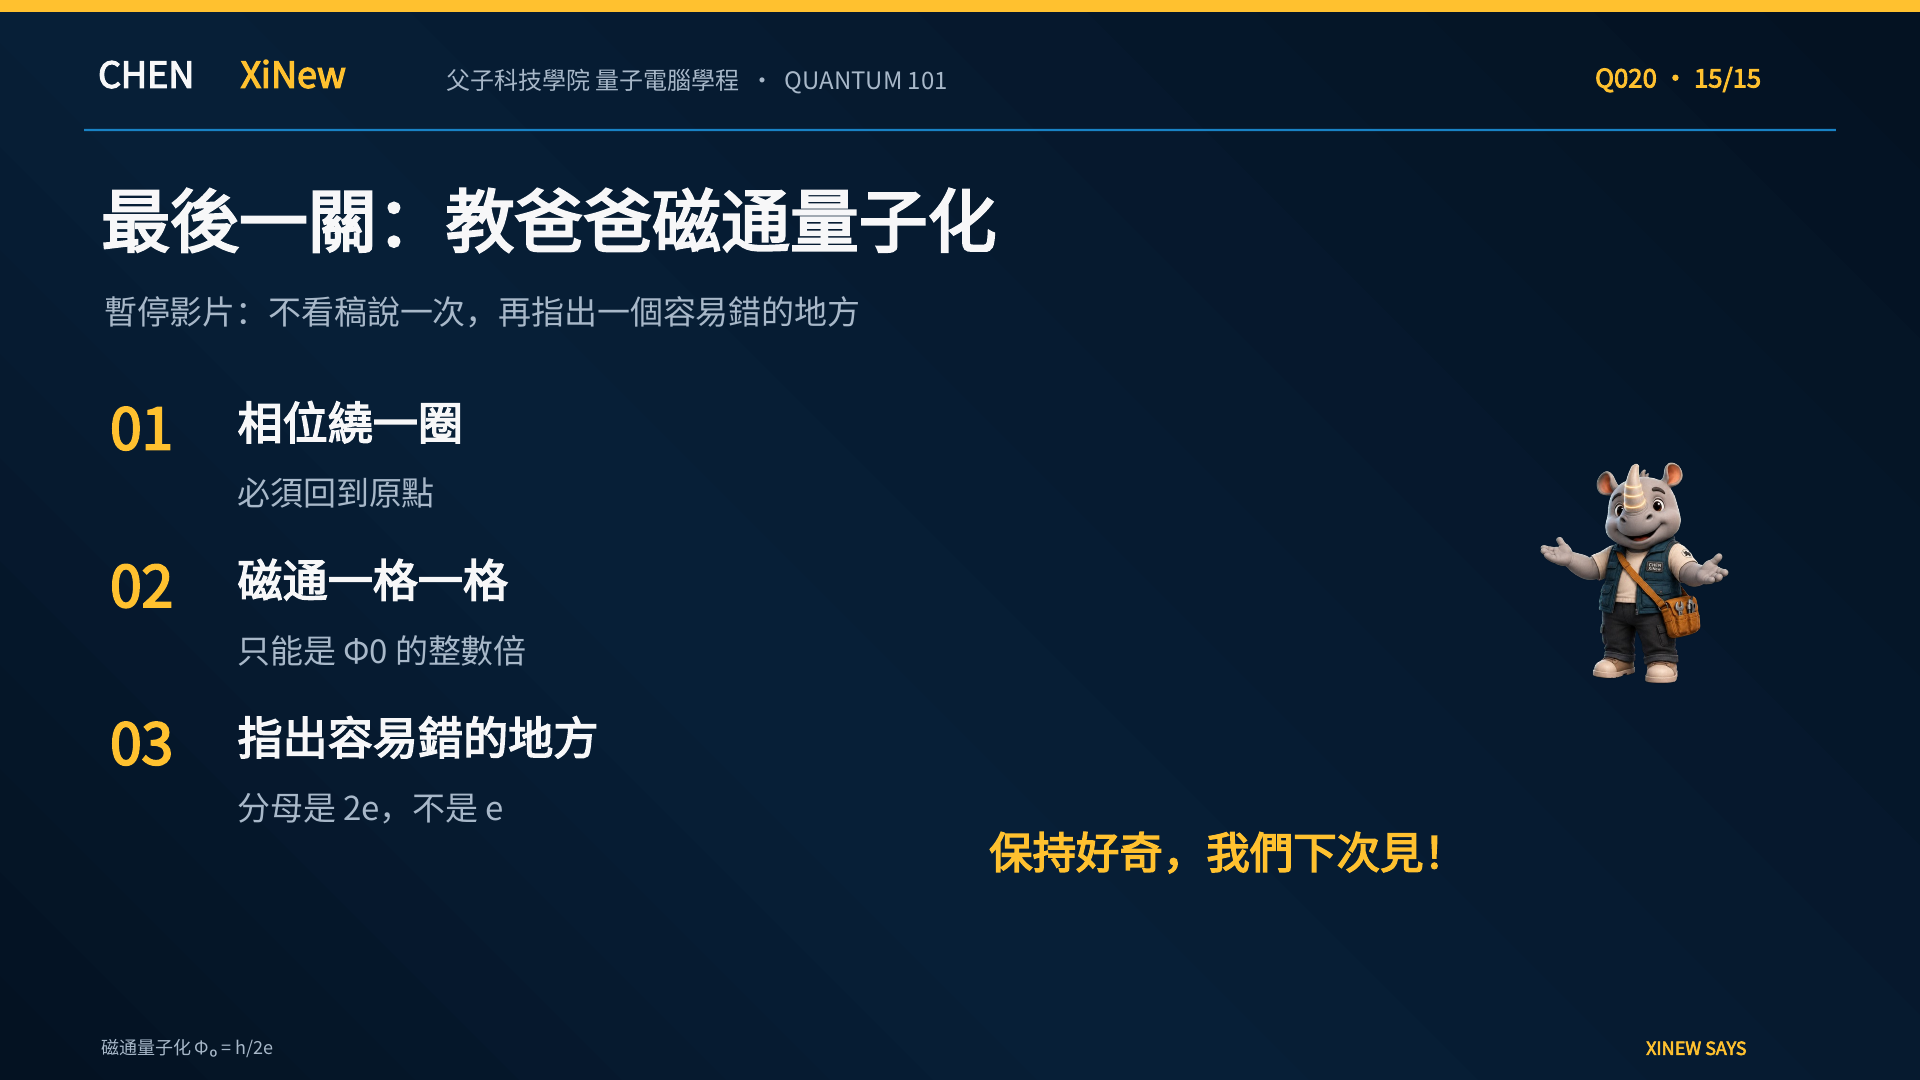 CHEN XiNew 父子科技學院 量子電腦學程 · QUANTUM 101 Q020 · 15/15
最後一關：教爸爸磁通量子化
暫停影片：不看稿說一次，再指出一個容易錯的地方
01 相位繞一圈
必須回到原點
02 磁通一格一格
只能是 Φ0 的整數倍
03 指出容易錯的地方
分母是 2e，不是 e
保持好奇，我們下次見！
磁通量子化 Φ₀ = h/2e
XINEW SAYS